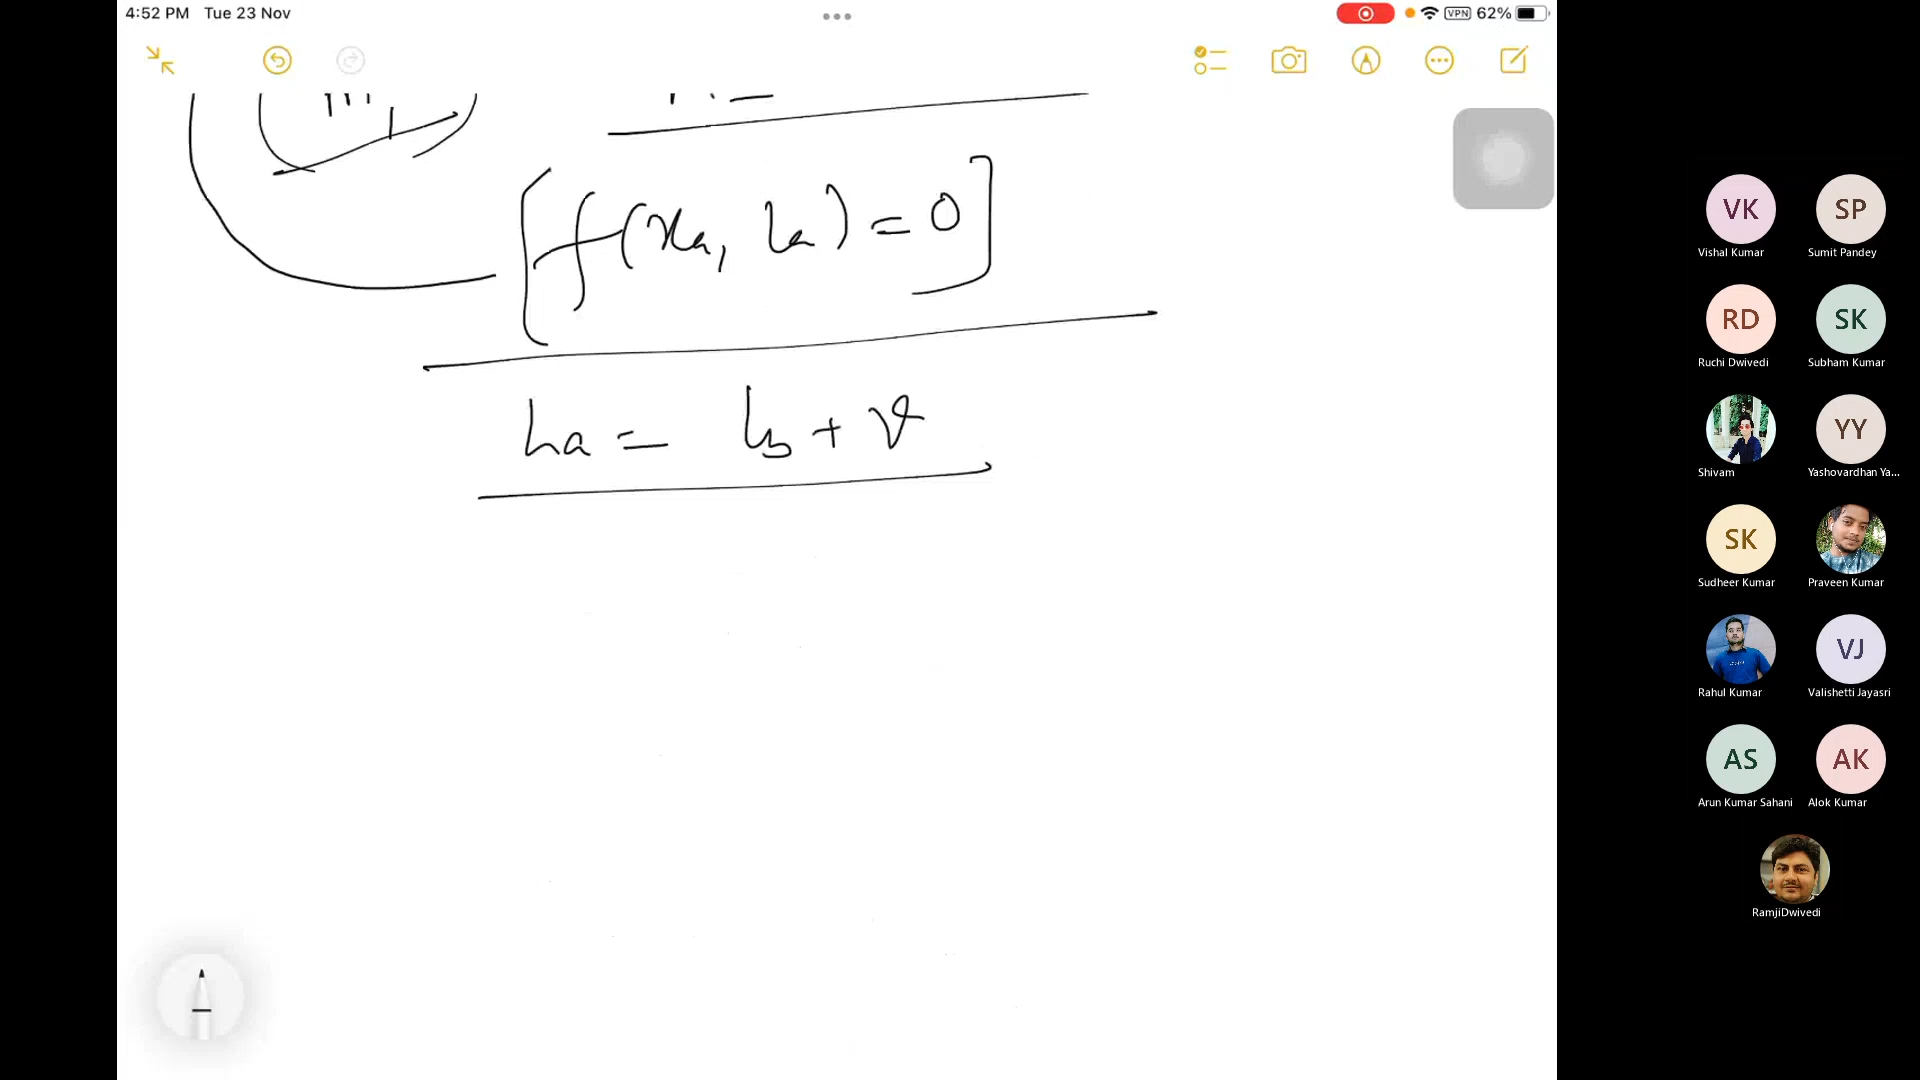 4:52 PM Tue 23 Nov
VPN 62%
f(xa, la) = 0
La = lb + v
VK
SP
Vishal Kumar
Sumit Pandey
RD
SK
Ruchi Dwivedi
Subham Kumar
YY
Shivam
Yashovardhan Ya...
SK
Sudheer Kumar
Praveen Kumar
VJ
Rahul Kumar
Valishetti Jayasri
AS
AK
Arun Kumar Sahani
Alok Kumar
RamjiDwivedi